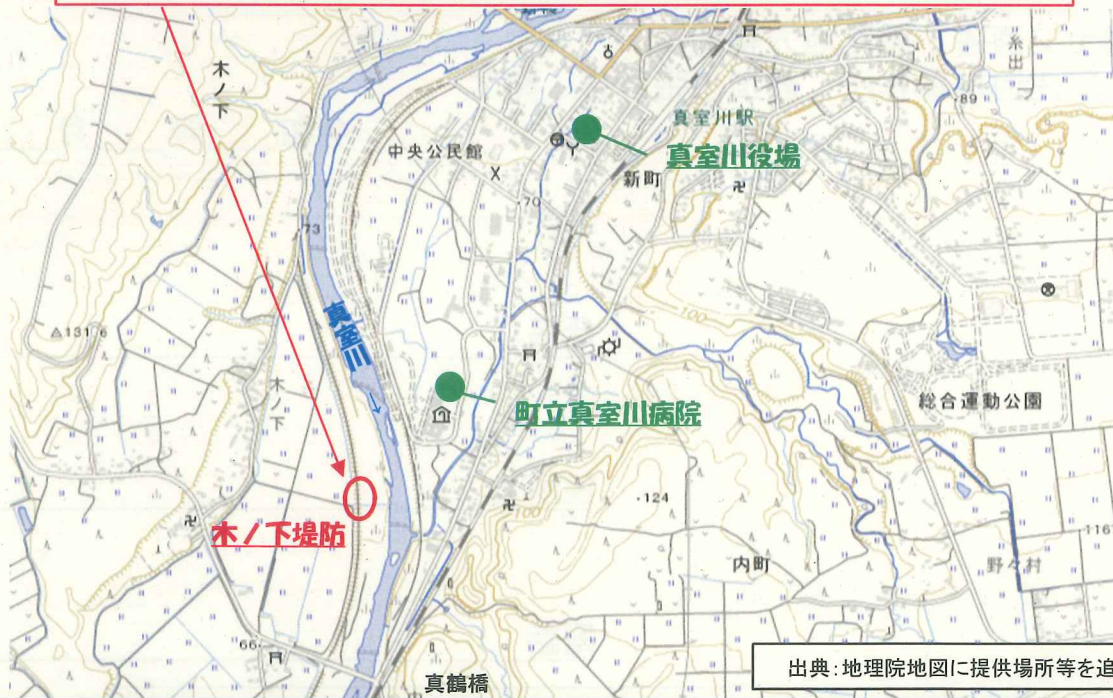 木ノ下
糸出
89
真室川駅
真室川役場
中央公民館
新町
70
73
真室川
131.6
木ノ下
100
総合運動公園
町立真室川病院
124
木ノ下堤防
内町
116
野々村
66
真鶴橋
出典：地理院地図に提供場所等を追